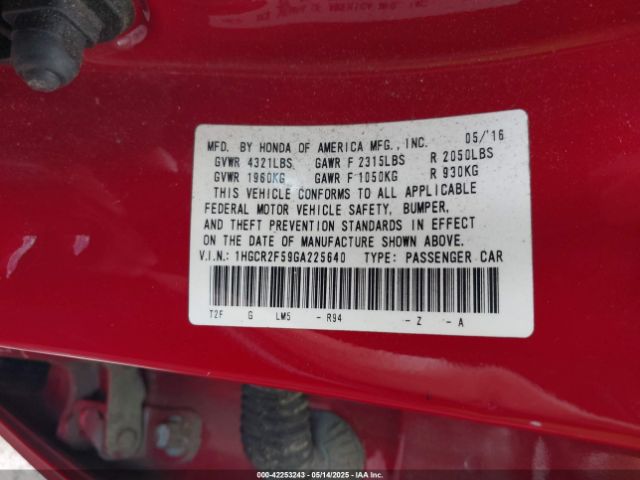 MFD. BY HONDA OF AMERICA MFG., INC. 05/'16
GVWR 4321LBS GAWR F 2315LBS R 2050LBS
GVWR 1960KG GAWR F 1050KG R 930KG
THIS VEHICLE CONFORMS TO ALL APPLICABLE
FEDERAL MOTOR VEHICLE SAFETY, BUMPER,
AND THEFT PREVENTION STANDARDS IN EFFECT
ON THE DATE OF MANUFACTURE SHOWN ABOVE.
V.I.N.: 1HGCR2F59GA225640 TYPE: PASSENGER CAR
T2F G LM5 - R94 - Z - A
000-42253243 05/14/2025 IAAI.COM